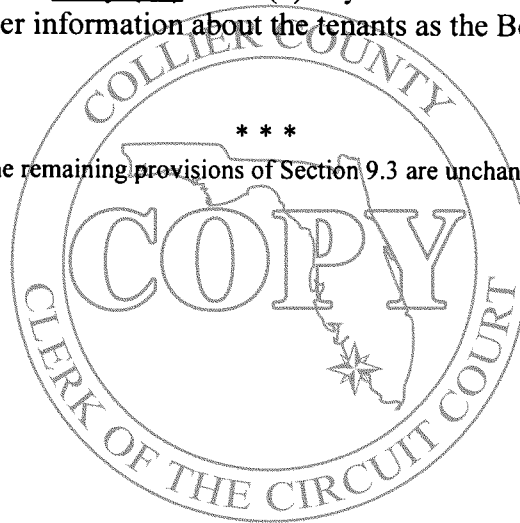 er information about the tenants as the B
* * *
e remaining provisions of Section 9.3 are unchan
COLLIER COUNTY
COPY
CLERK OF THE CIRCUIT COURT